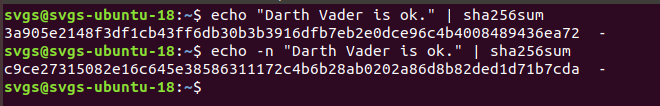 svgs@svgs-ubuntu-18:~$ echo "Darth Vader is ok." | sha256sum
3a905e2148f3df1cb43ff6db30b3b3916dfb7eb2e0dce96c4b4008489436ea72  -
svgs@svgs-ubuntu-18:~$ echo -n "Darth Vader is ok." | sha256sum
c9ce27315082e16c645e38586311172c4b6b28ab0202a86d8b82ded1d71b7cda  -
svgs@svgs-ubuntu-18:~$